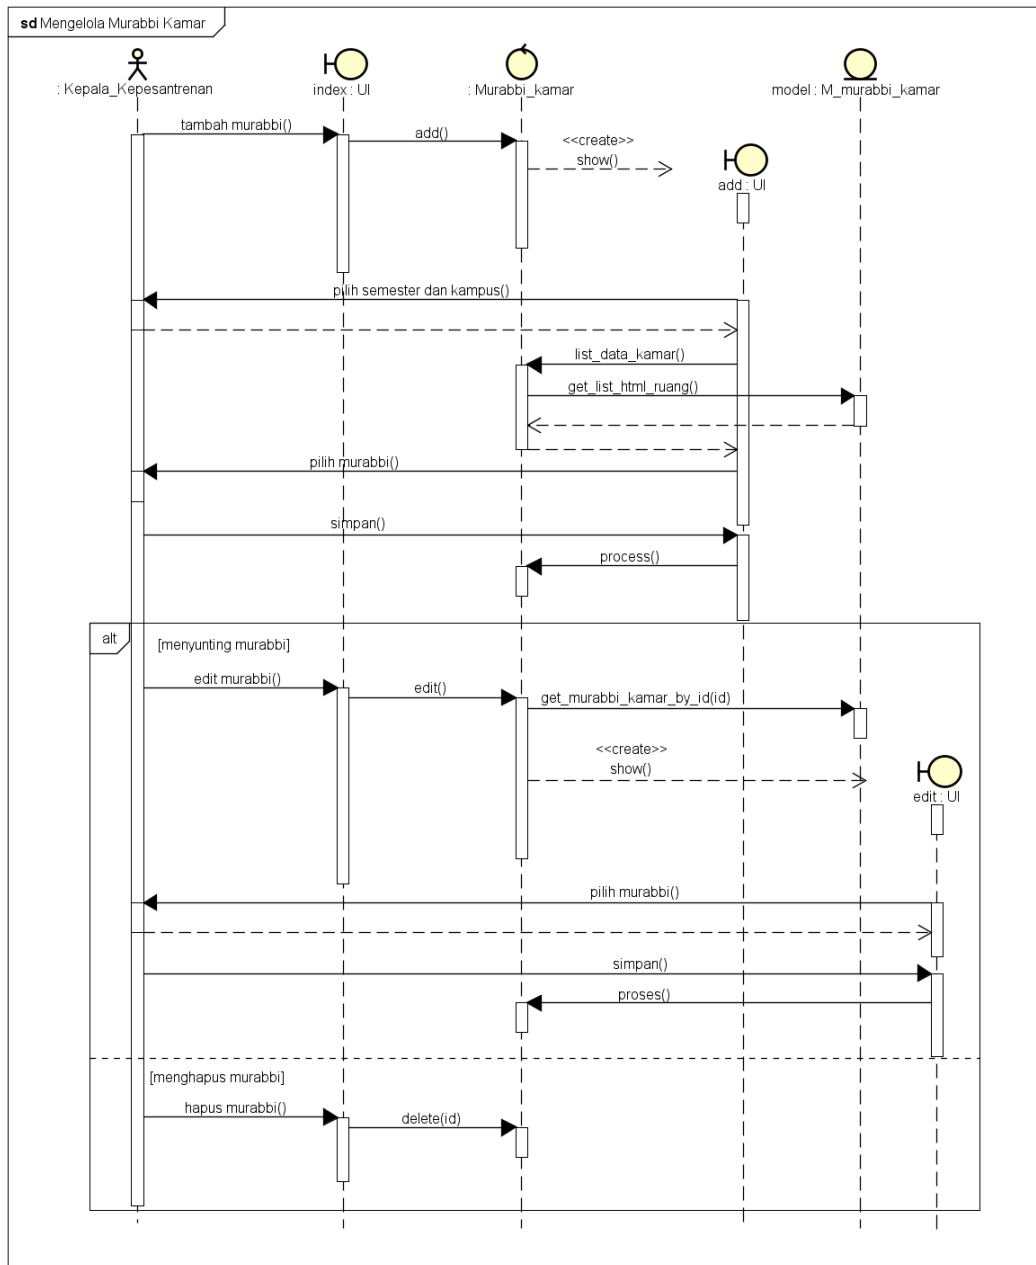 sd Mengelola Murabbi Kamar
: Kepala_Kepesantrenan
index : UI
: Murabbi_kamar
model : M_murabbi_kamar
tambah murabbi()
add()
<<create>>
show()
add : UI
pilih semester dan kampus()
list_data_kamar()
get_list_html_ruang()
pilih murabbi()
simpan()
process()
alt
[menyunting murabbi]
edit murabbi()
edit()
get_murabbi_kamar_by_id(id)
<<create>>
show()
edit : UI
pilih murabbi()
simpan()
proses()
[menghapus murabbi]
hapus murabbi()
delete(id)